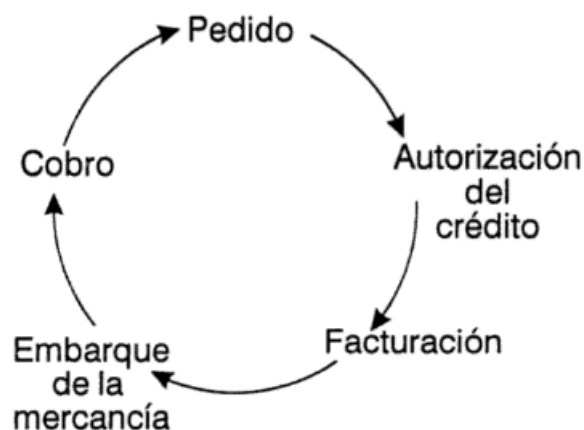 Pedido
Autorización
del
crédito
Facturación
Embarque
de la
mercancía
Cobro